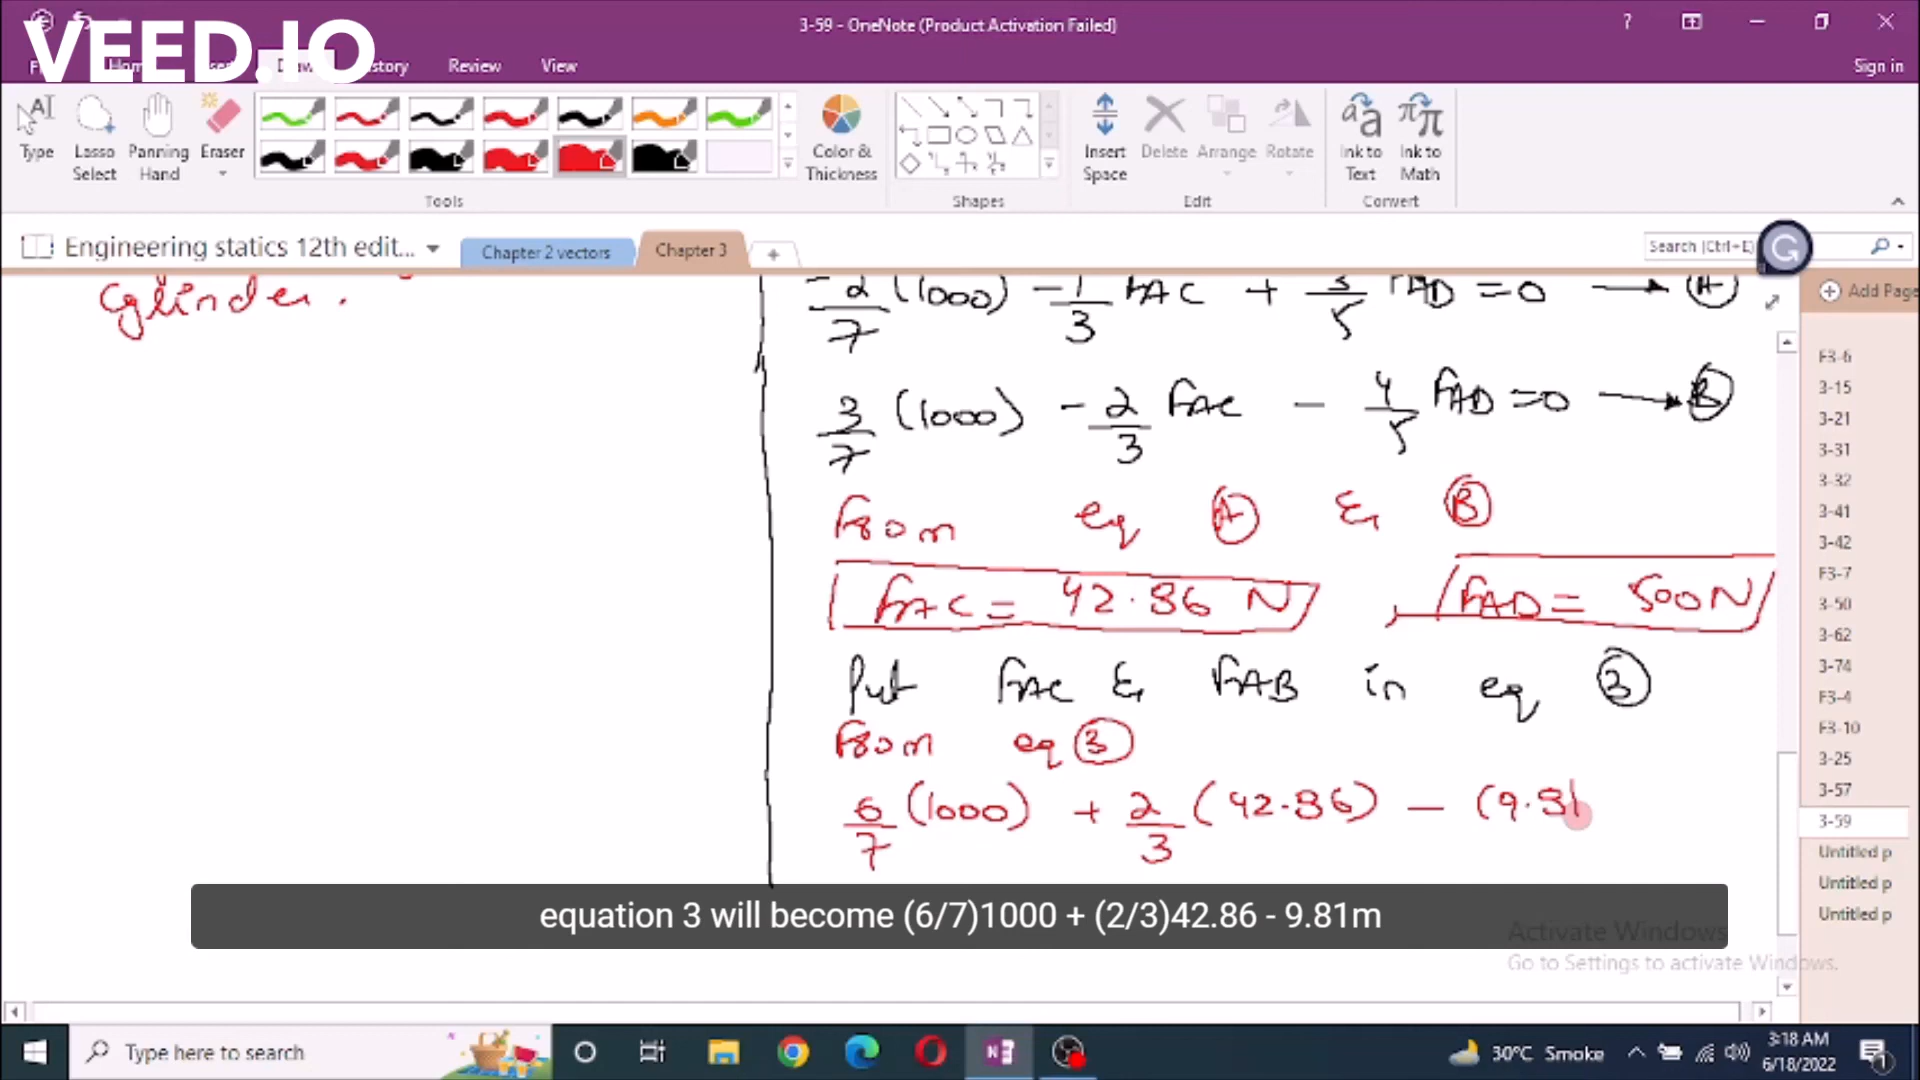 3-59 - OneNote (Product Activation Failed)
VEED.IO
Review View
Sign in
Type
Lasso Select
Panning Hand
Eraser
Color & Thickness
Insert Space
Delete
Arrange
Rotate
Ink to Text
Ink to Math
Tools
Shapes
Edit
Convert
Engineering statics 12th edit...
Chapter 2 vectors
Chapter 3
Search (Ctrl+E)
Add Page
cylinder.
-2/7 (1000) -1/3 FAC + 3/5 FAD =0 → A
3/7 (1000) -2/3 FAC - 4/5 FAD =0 → B
From eq A & B
FAC = 42.86 N , FAD = 500N
Put FAC & FAB in eq 3
From eq 3
6/7 (1000) + 2/3 (42.86) - (9.81
equation 3 will become (6/7)1000 + (2/3)42.86 - 9.81m
F3-6
3-15
3-21
3-31
3-32
3-41
3-42
F3-7
3-50
3-62
3-74
F3-4
F3-10
3-25
3-57
3-59
Untitled p
Untitled p
Untitled p
Activate Windows
Go to Settings to activate Windows.
Type here to search
30°C Smoke
3:18 AM
6/18/2022
1